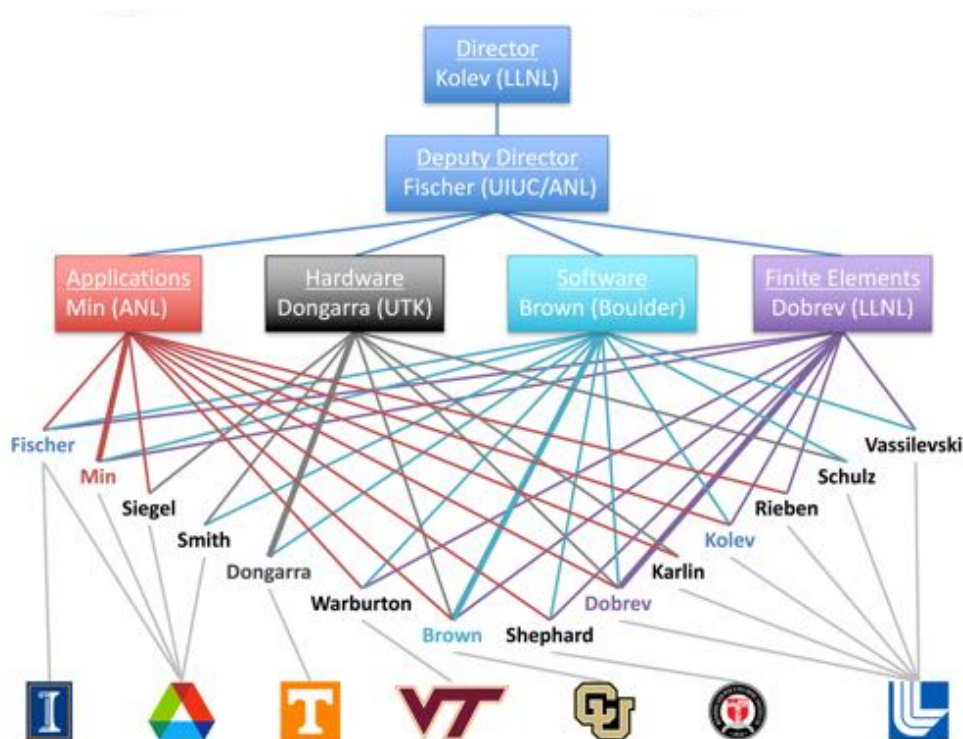 Director
Kolev (LLNL)
Deputy Director
Fischer (UIUC/ANL)
Applications
Min (ANL)
Hardware
Dongarra (UTK)
Software
Brown (Boulder)
Finite Elements
Dobrev (LLNL)
Fischer
Vassilevski
Min
Schulz
Siegel
Rieben
Smith
Kolev
Dongarra
Karlin
Warburton
Dobrev
Brown
Shephard
I
T
VT
CU